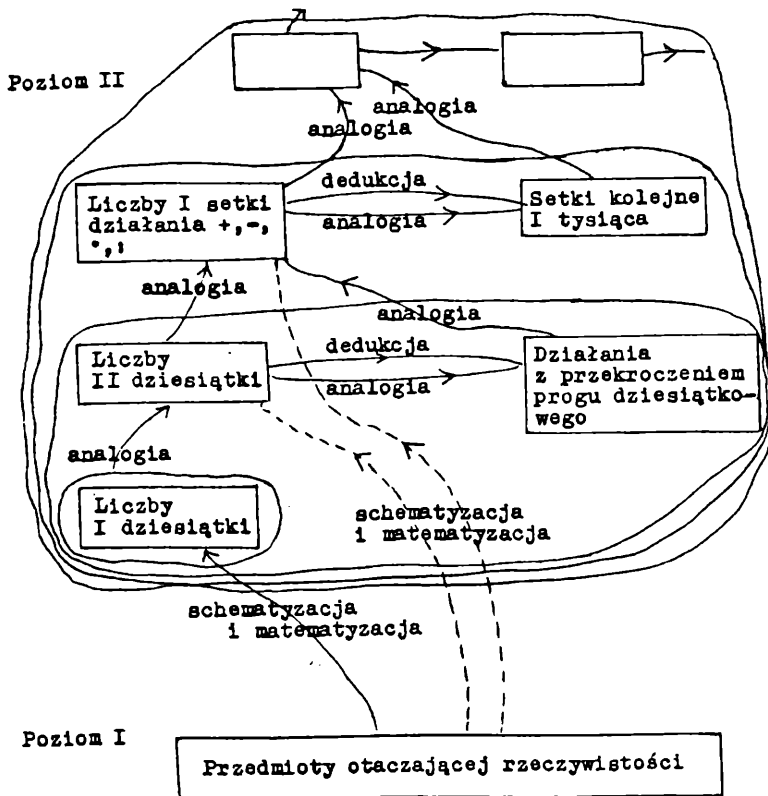 Poziom II
analogia
analogia
Liczby I setki
działania +,-,
•,:
dedukcja
analogia
Setki kolejne
I tysiąca
analogia
analogia
Liczby
II dziesiątki
dedukcja
analogia
Działania
z przekroczeniem
progu dziesiątko-
wego
analogia
Liczby
I dziesiątki
schematyzacja
i matematyzacja
schematyzacja
i matematyzacja
Poziom I
Przedmioty otaczającej rzeczywistości